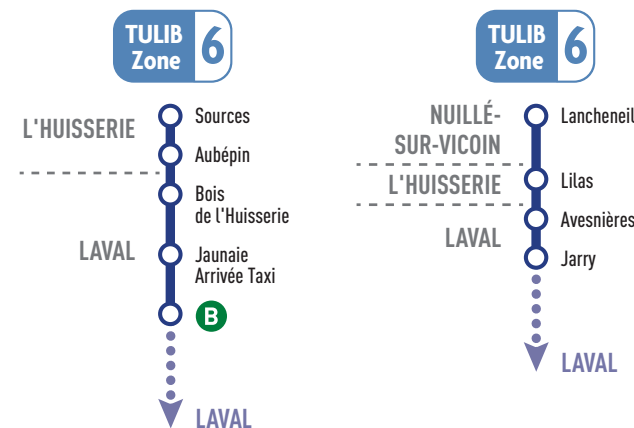 TULIB
Zone
6
L'HUISSERIE
Sources
Aubépin
Bois
de l'Huisserie
LAVAL
Jaunaie
Arrivée Taxi
B
LAVAL
TULIB
Zone
6
NUILLÉ-
SUR-VICOIN
Lancheneil
L'HUISSERIE
Lilas
Avesnières
LAVAL
Jarry
LAVAL